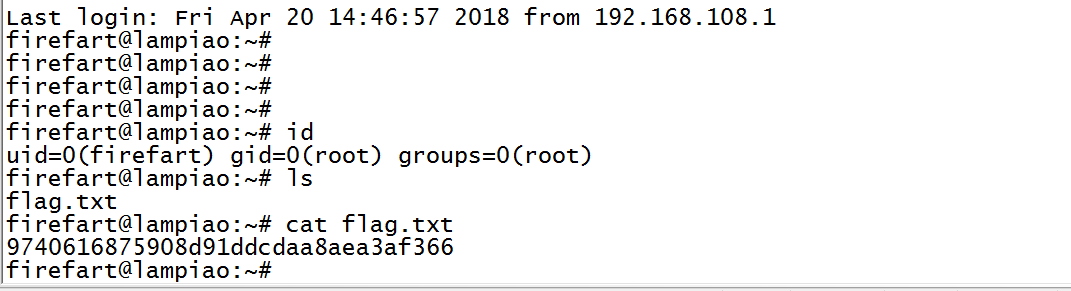 Last login: Fri Apr 20 14:46:57 2018 from 192.168.108.1
firefart@lampiao:~#
firefart@lampiao:~#
firefart@lampiao:~#
firefart@lampiao:~#
firefart@lampiao:~# id
uid=0(firefart) gid=0(root) groups=0(root)
firefart@lampiao:~# ls
flag.txt
firefart@lampiao:~# cat flag.txt
9740616875908d91ddcdaa8aea3af366
firefart@lampiao:~#